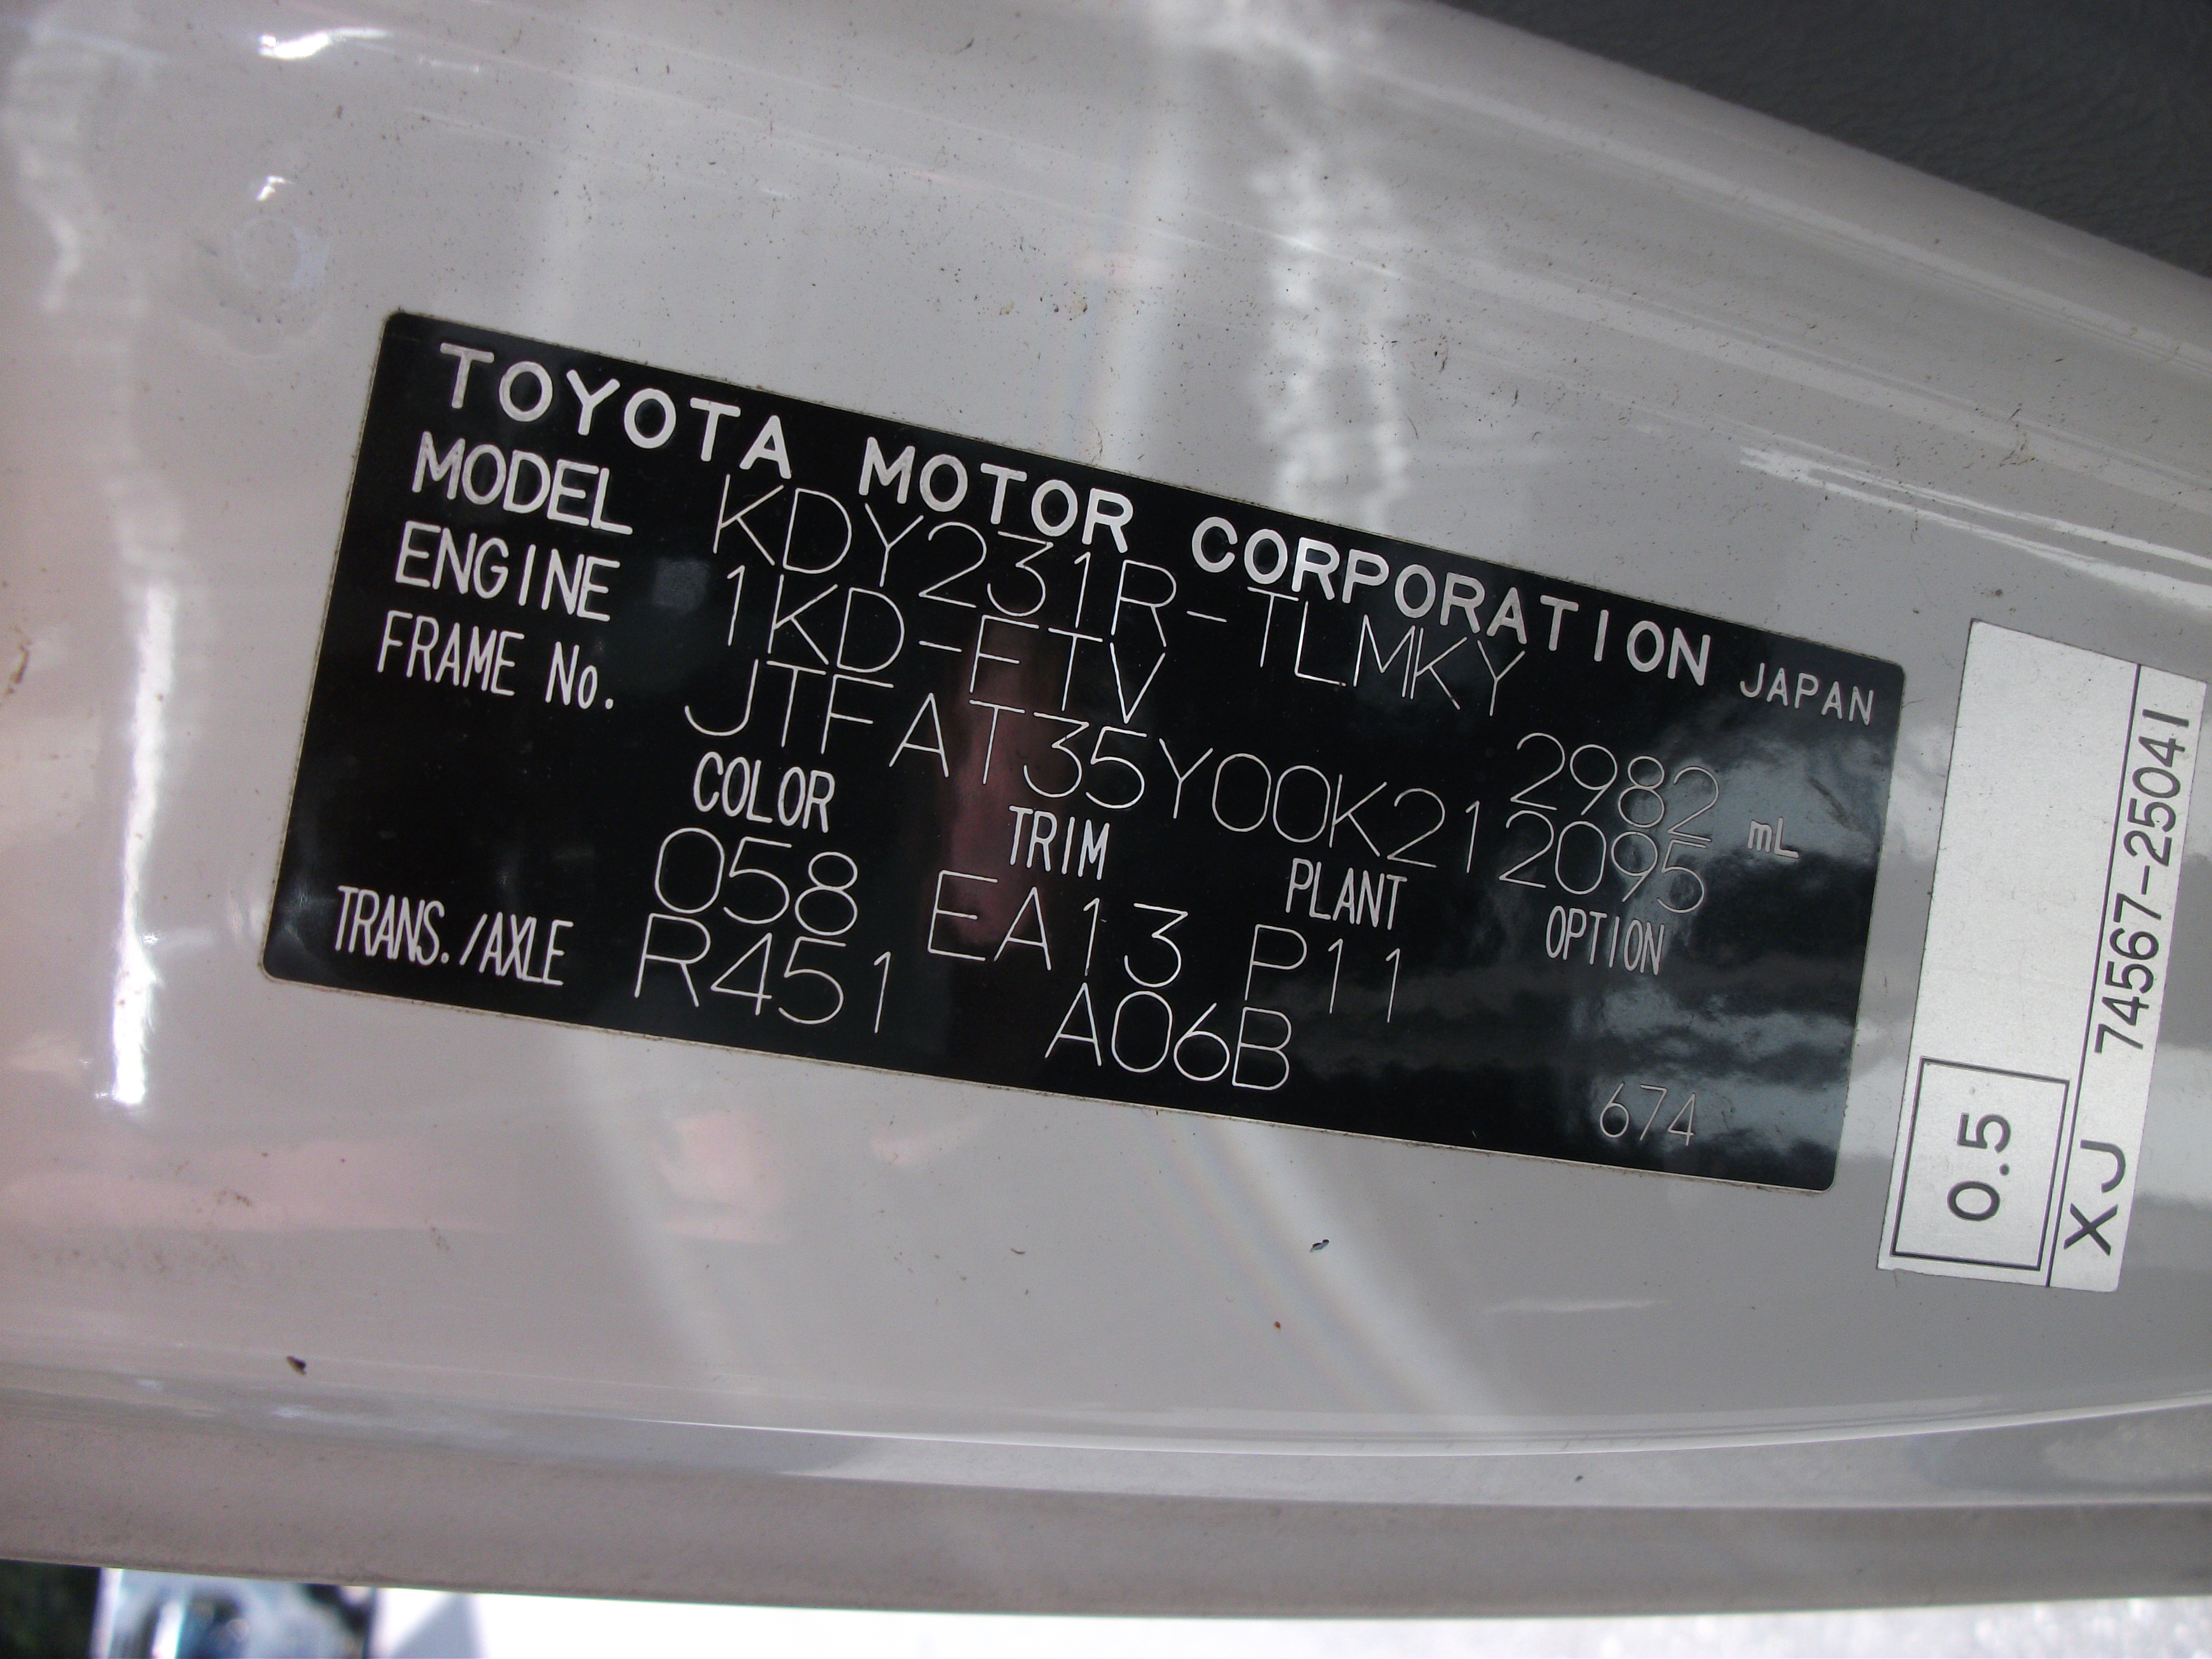 TOYOTA MOTOR CORPORATION JAPAN
MODEL KDY231R-TLMKY
ENGINE 1KD-FTV 2982 mL
FRAME No. JTFAT35Y00K212095
COLOR TRIM PLANT OPTION
058 EA13 P11
TRANS./AXLE R451 A06B
674
0.5
XJ 74567-25041